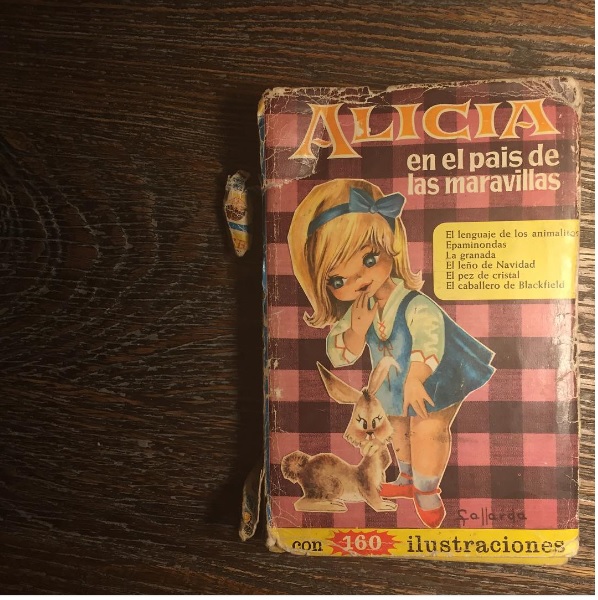 ALICIA
en el pais de
las maravillas
El lenguaje de los animalitos
Epaminondas
La granada
El leño de Navidad
El pez de cristal
El caballero de Blackfield
Gallarda
con 160 ilustraciones